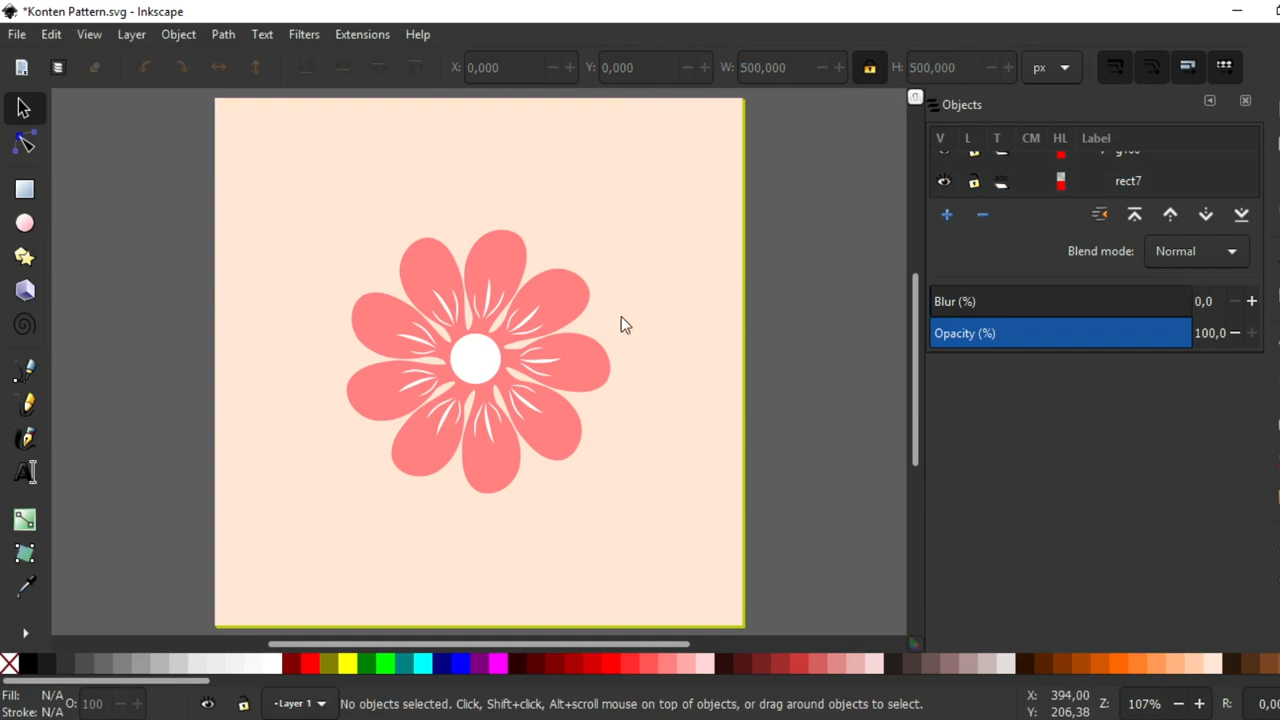 *Konten Pattern.svg - Inkscape
File Edit View Layer Object Path Text Filters Extensions Help
X: 0,000 Y: 0,000 W: 500,000 H: 500,000 px
Objects
V L T CM HL Label
rect7
Blend mode: Normal
Blur (%) 0,0
Opacity (%) 100,0
Fill: N/A
Stroke: N/A
O: 100
Layer 1
No objects selected. Click, Shift+click, Alt+scroll mouse on top of objects, or drag around objects to select.
X: 394,00
Y: 206,38
Z: 107% R: